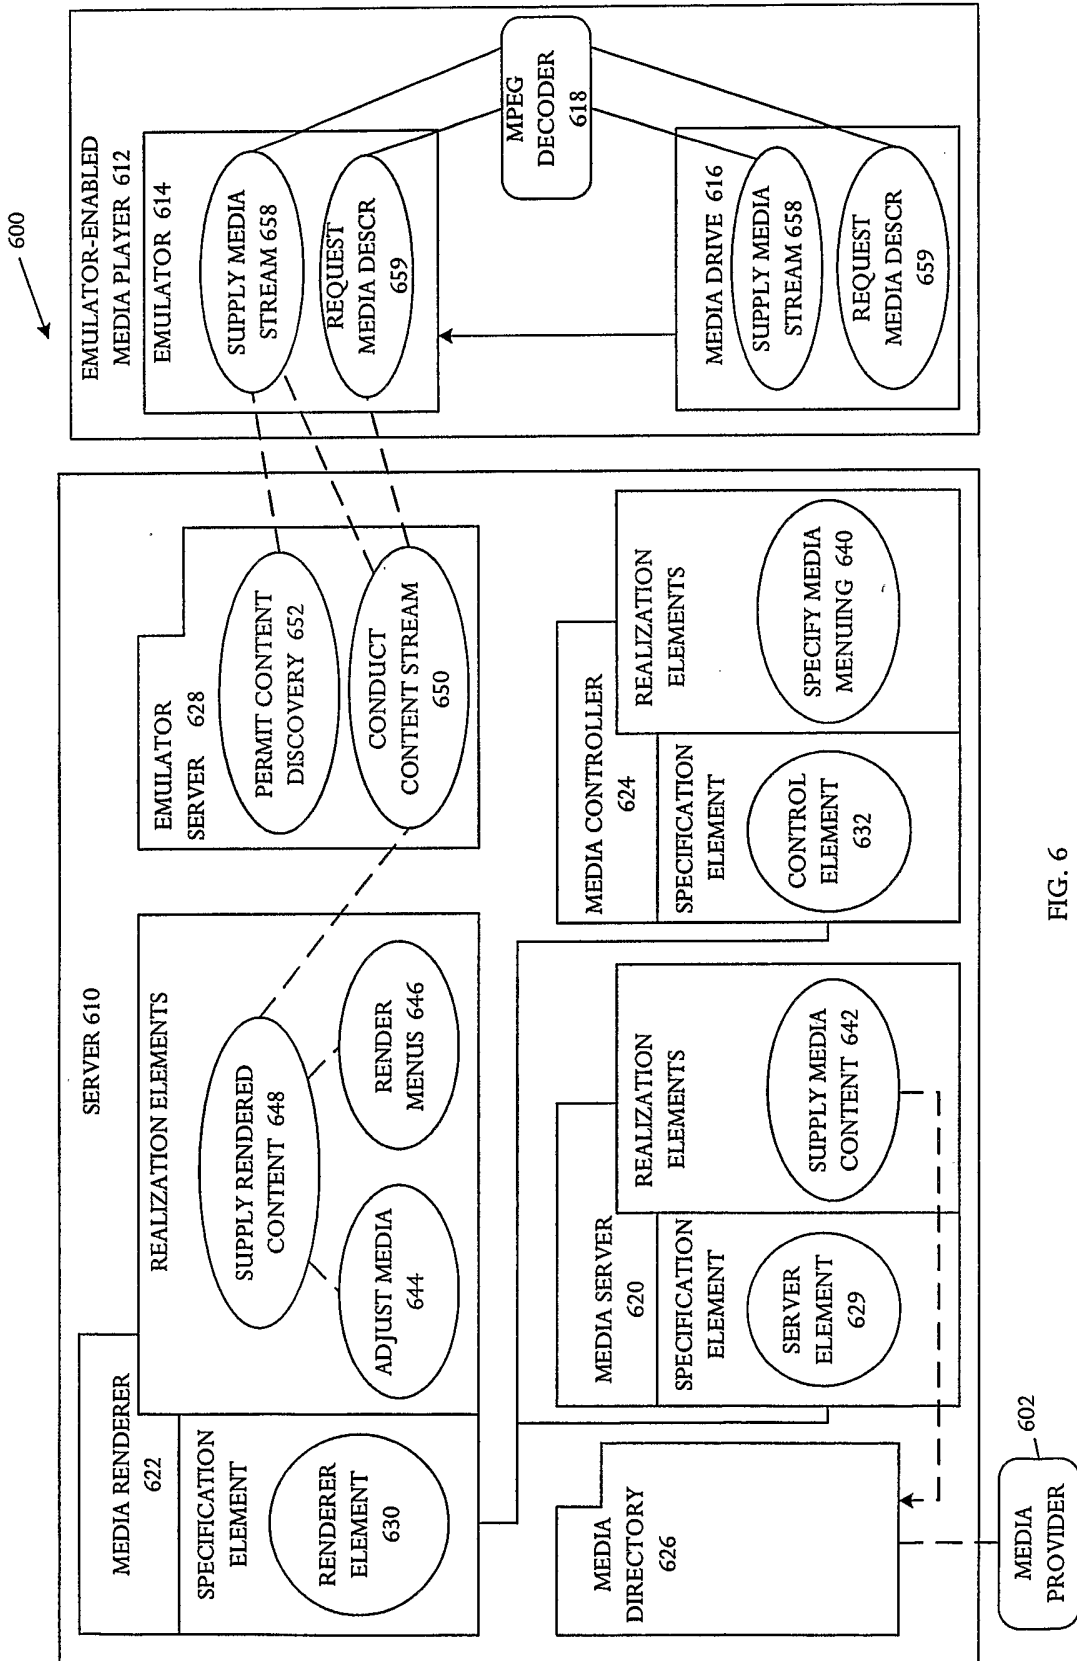 600
SERVER 610
MEDIA RENDERER
622
SPECIFICATION
ELEMENT
RENDERER
ELEMENT
630
REALIZATION ELEMENTS
SUPPLY RENDERED
CONTENT 648
ADJUST MEDIA
644
RENDER
MENUS 646
EMULATOR
SERVER 628
PERMIT CONTENT
DISCOVERY 652
CONDUCT
CONTENT STREAM
650
EMULATOR-ENABLED
MEDIA PLAYER 612
EMULATOR 614
SUPPLY MEDIA
STREAM 658
REQUEST
MEDIA DESCR
659
MPEG
DECODER
618
MEDIA DRIVE 616
SUPPLY MEDIA
STREAM 658
REQUEST
MEDIA DESCR
659
MEDIA
DIRECTORY
626
MEDIA SERVER
620
SPECIFICATION
ELEMENT
SERVER
ELEMENT
629
REALIZATION
ELEMENTS
SUPPLY MEDIA
CONTENT 642
MEDIA CONTROLLER
624
SPECIFICATION
ELEMENT
CONTROL
ELEMENT
632
REALIZATION
ELEMENTS
SPECIFY MEDIA
MENUING 640
MEDIA
PROVIDER
602
FIG. 6